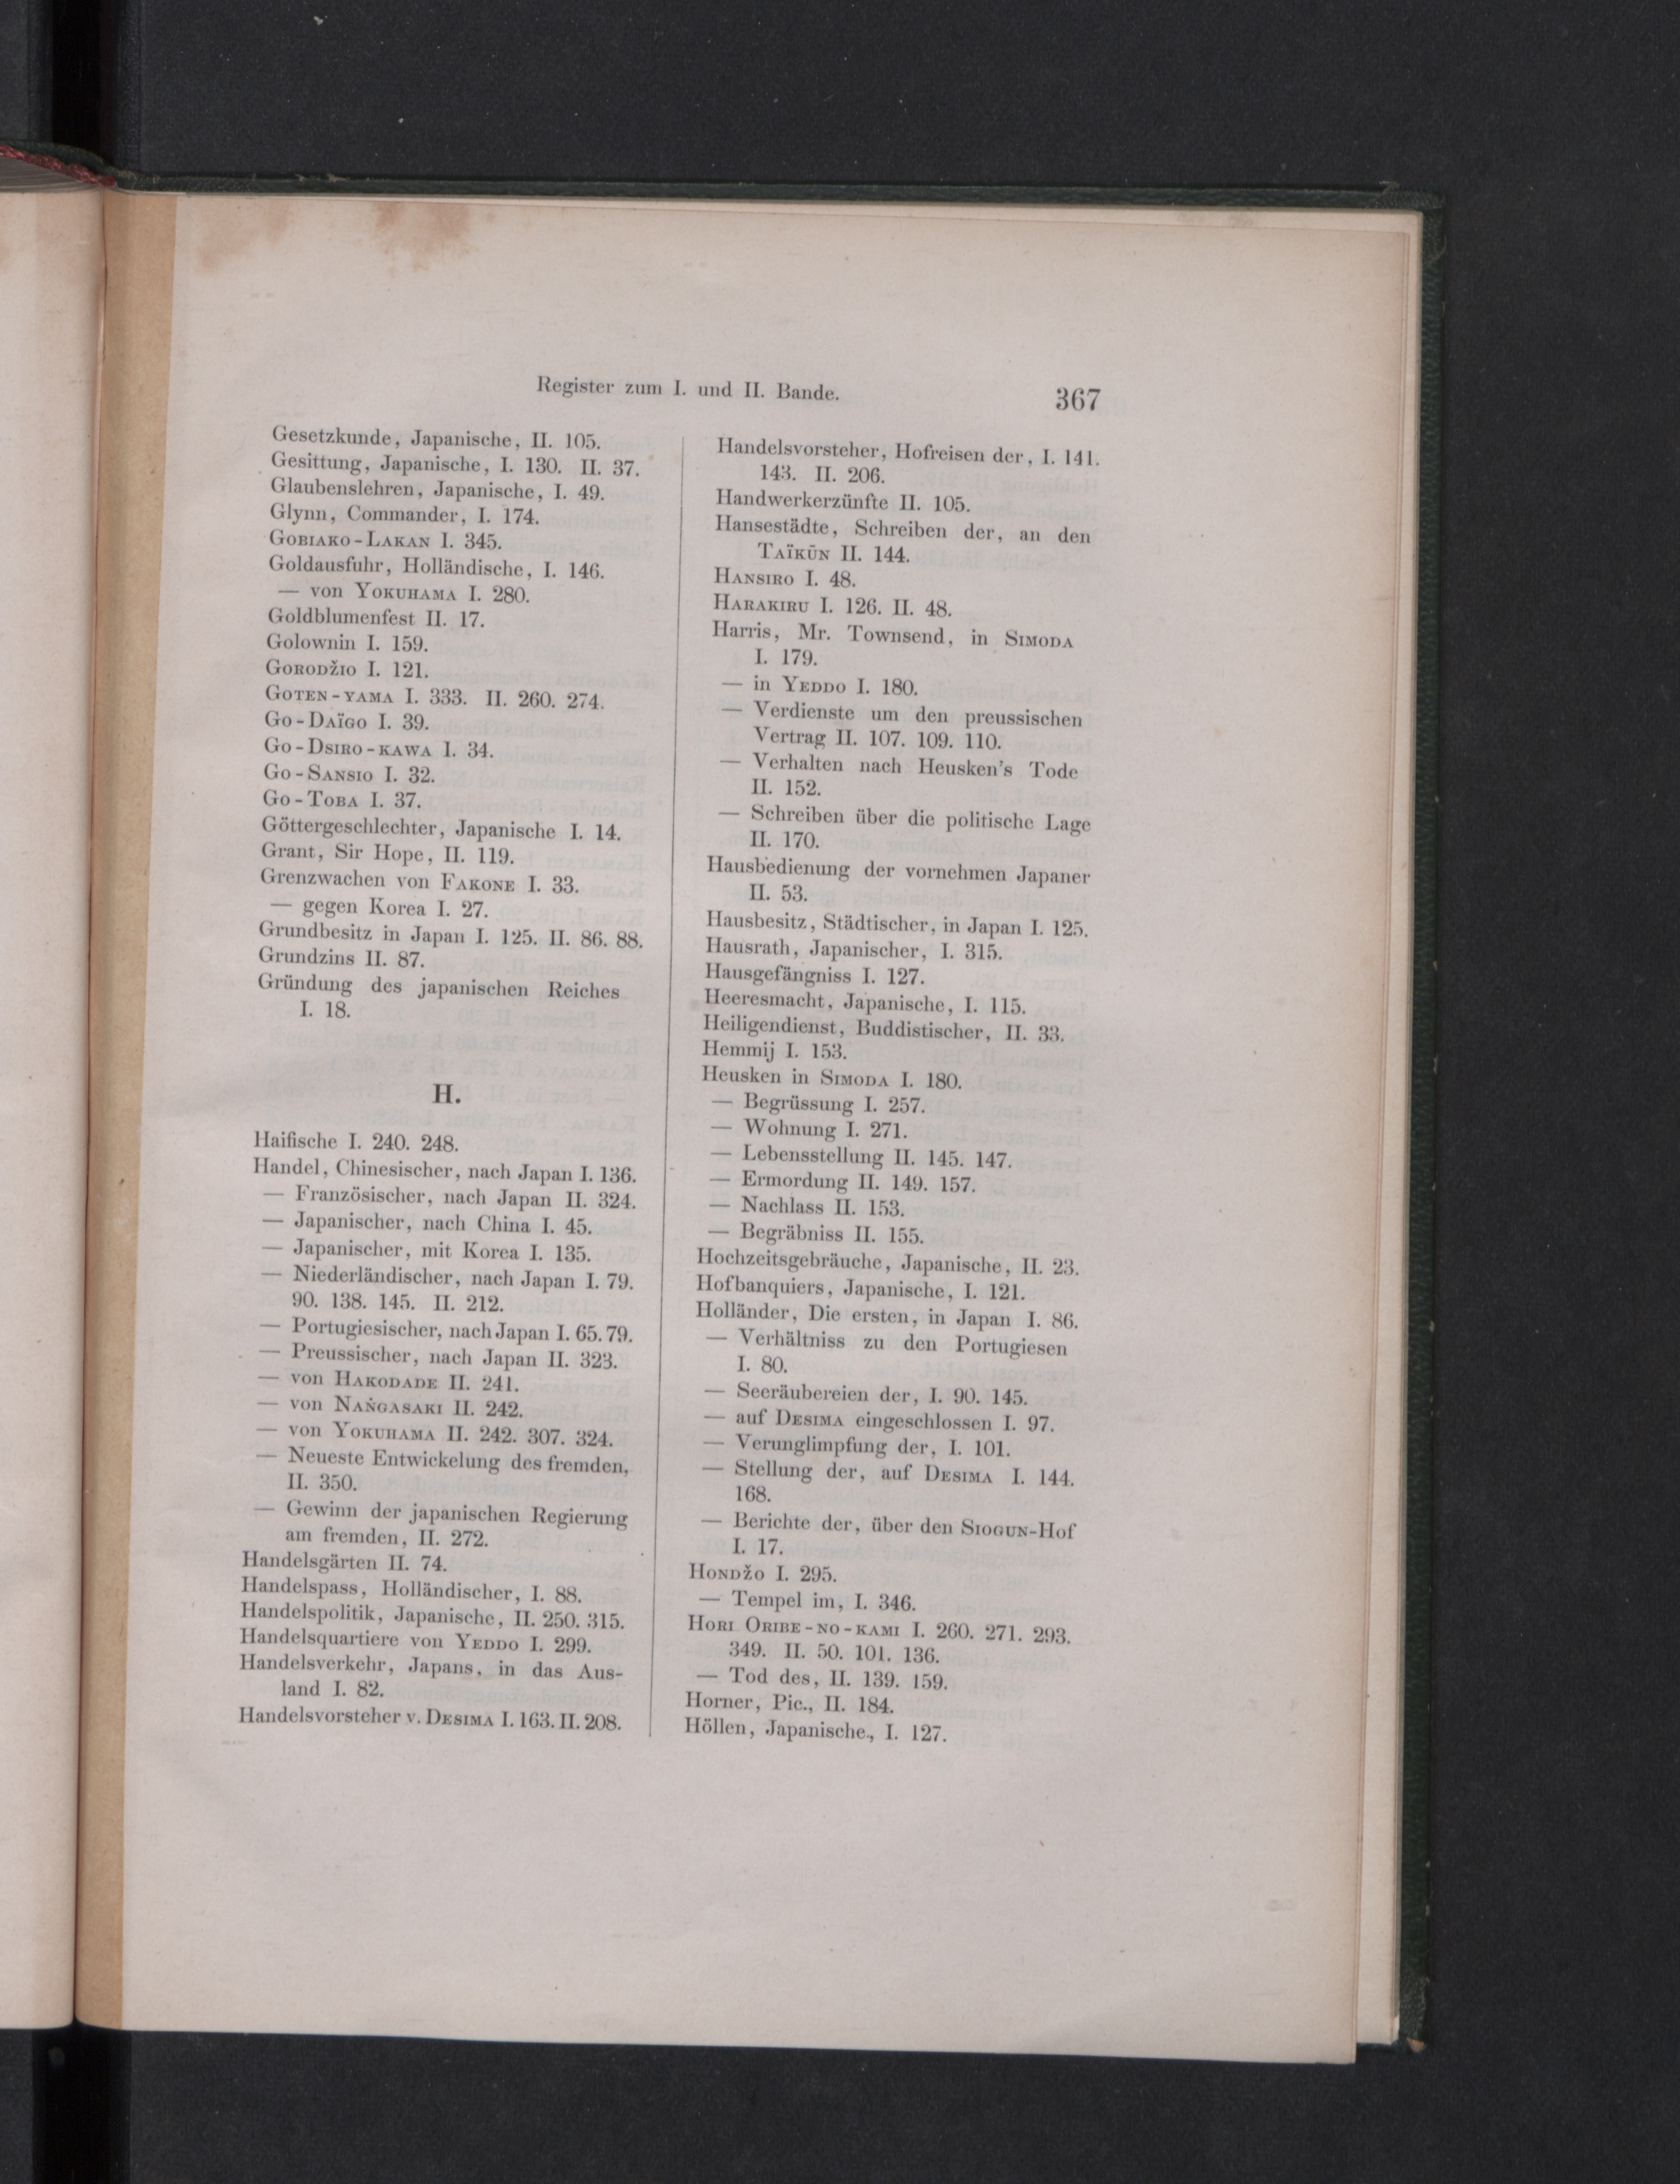 Register zum I. und II. Bande.
367
Gesetzkunde, Japanische, II. 105.
Gesittung, Japanische, I. 130. II. 37.
Glaubenslehren, Japanische, I. 49.
Glynn, Commander, I. 174.
Gobiako-Lakan I. 345.
Goldausfuhr, Holländische, I. 146.
— von Yokuhama I. 280.
Goldblumenfest II. 17.
Golownin I. 159.
Gorodžio I. 121.
Goten-yama I. 333. II. 260. 274.
Go-Daïgo I. 39.
Go-Dsiro-kawa I. 34.
Go-Sansio I. 32.
Go-Toba I. 37.
Göttergeschlechter, Japanische I. 14.
Grant, Sir Hope, II. 119.
Grenzwachen von Fakone I. 33.
— gegen Korea I. 27.
Grundbesitz in Japan I. 125. II. 86. 88.
Grundzins II. 87.
Gründung des japanischen Reiches
I. 18.
H.
Haifische I. 240. 248.
Handel, Chinesischer, nach Japan I. 136.
— Französischer, nach Japan II. 324.
— Japanischer, nach China I. 45.
— Japanischer, mit Korea I. 135.
— Niederländischer, nach Japan I. 79.
90. 138. 145. II. 212.
— Portugiesischer, nach Japan I. 65. 79.
— Preussischer, nach Japan II. 323.
— von Hakodade II. 241.
— von Naṅgasaki II. 242.
— von Yokuhama II. 242. 307. 324.
— Neueste Entwickelung des fremden,
II. 350.
— Gewinn der japanischen Regierung
am fremden, II. 272.
Handelsgärten II. 74.
Handelspass, Holländischer, I. 88.
Handelspolitik, Japanische, II. 250. 315.
Handelsquartiere von Yeddo I. 299.
Handelsverkehr, Japans, in das Aus-
land I. 82.
Handelsvorsteher v. Desima I. 163. II. 208.
Handelsvorsteher, Hofreisen der, I. 141.
143. II. 206.
Handwerkerzünfte II. 105.
Hansestädte, Schreiben der, an den
Taïkūn II. 144.
Hansiro I. 48.
Harakiru I. 126. II. 48.
Harris, Mr. Townsend, in Simoda
I. 179.
— in Yeddo I. 180.
— Verdienste um den preussischen
Vertrag II. 107. 109. 110.
— Verhalten nach Heusken's Tode
II. 152.
— Schreiben über die politische Lage
II. 170.
Hausbedienung der vornehmen Japaner
II. 53.
Hausbesitz, Städtischer, in Japan I. 125.
Hausrath, Japanischer, I. 315.
Hausgefängniss I. 127.
Heeresmacht, Japanische, I. 115.
Heiligendienst, Buddistischer, II. 33.
Hemmij I. 153.
Heusken in Simoda I. 180.
— Begrüssung I. 257.
— Wohnung I. 271.
— Lebensstellung II. 145. 147.
— Ermordung II. 149. 157.
— Nachlass II. 153.
— Begräbniss II. 155.
Hochzeitsgebräuche, Japanische, II. 23.
Hofbanquiers, Japanische, I. 121.
Holländer, Die ersten, in Japan I. 86.
— Verhältniss zu den Portugiesen
I. 80.
— Seeräubereien der, I. 90. 145.
— auf Desima eingeschlossen I. 97.
— Verunglimpfung der, I. 101.
— Stellung der, auf Desima I. 144.
168.
— Berichte der, über den Siogun-Hof
I. 17.
Hondžo I. 295.
— Tempel im, I. 346.
Hori Oribe-no-kami I. 260. 271. 293.
349. II. 50. 101. 136.
— Tod des, II. 139. 159.
Horner, Pic., II. 184.
Höllen, Japanische., I. 127.